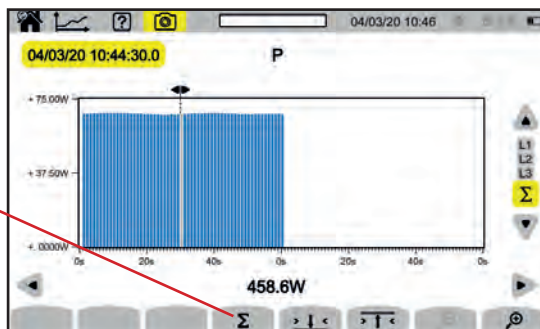 ?
04/03/20 10:46
04/03/20 10:44:30.0
P
+ 75.00W
+ 37.50W
+.0000W
L1
L2
L3
Σ
0s 20s 40s 0s 20s 40s 0s
458.6W
Σ